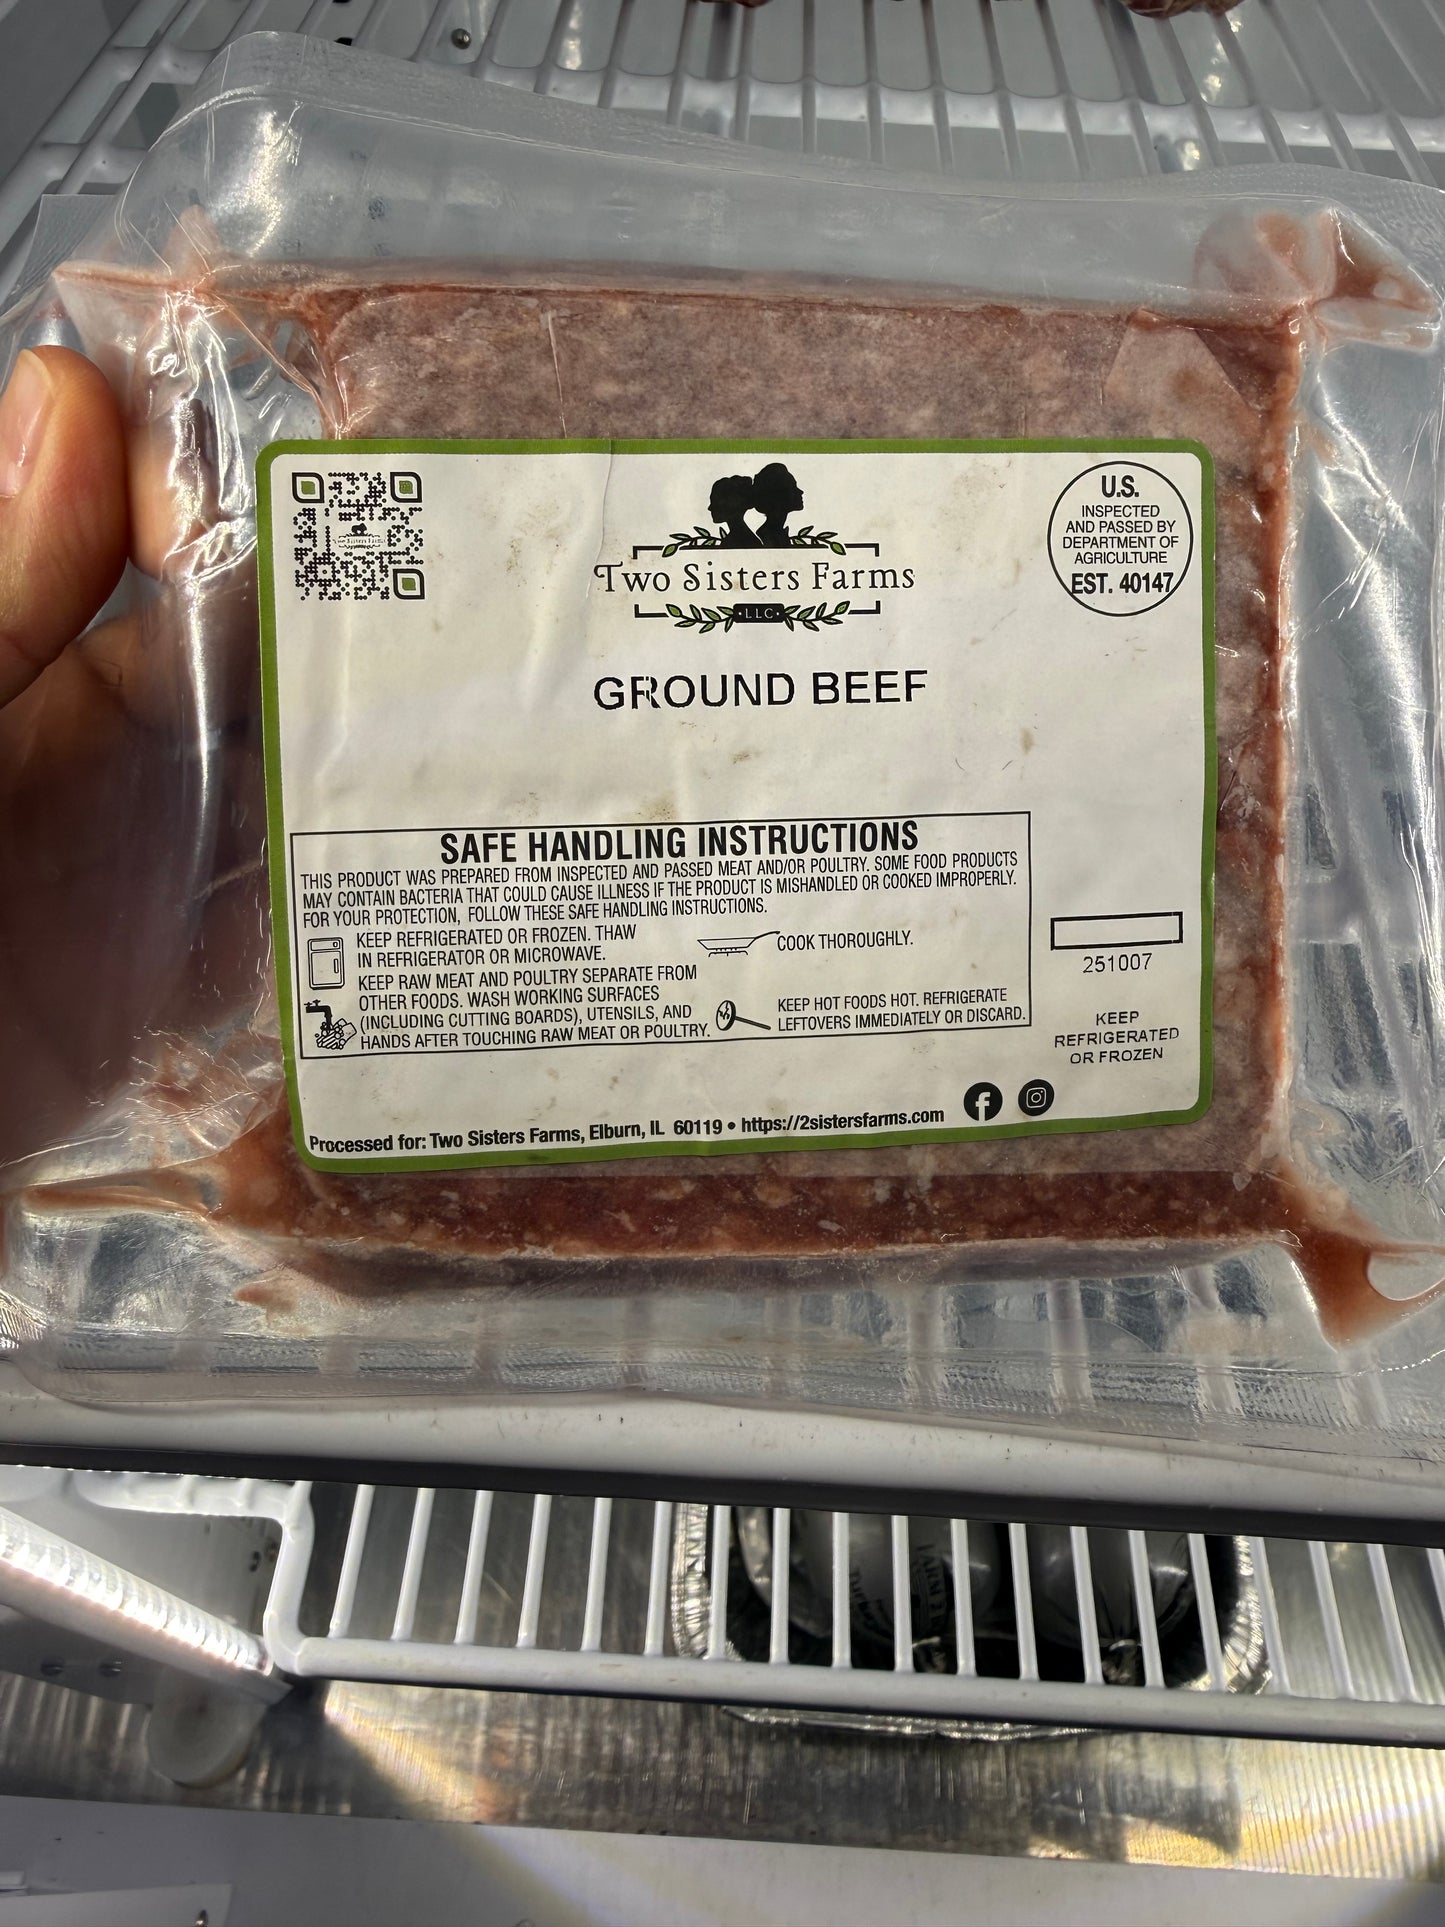 Two Sisters Farms
LLC
U.S.
INSPECTED
AND PASSED BY
DEPARTMENT OF
AGRICULTURE
EST. 40147
GROUND BEEF
SAFE HANDLING INSTRUCTIONS
THIS PRODUCT WAS PREPARED FROM INSPECTED AND PASSED MEAT AND/OR POULTRY. SOME FOOD PRODUCTS
MAY CONTAIN BACTERIA THAT COULD CAUSE ILLNESS IF THE PRODUCT IS MISHANDLED OR COOKED IMPROPERLY.
FOR YOUR PROTECTION, FOLLOW THESE SAFE HANDLING INSTRUCTIONS.
KEEP REFRIGERATED OR FROZEN. THAW
IN REFRIGERATOR OR MICROWAVE.
KEEP RAW MEAT AND POULTRY SEPARATE FROM
OTHER FOODS. WASH WORKING SURFACES
(INCLUDING CUTTING BOARDS), UTENSILS, AND
HANDS AFTER TOUCHING RAW MEAT OR POULTRY.
COOK THOROUGHLY.
KEEP HOT FOODS HOT. REFRIGERATE
LEFTOVERS IMMEDIATELY OR DISCARD.
251007
KEEP
REFRIGERATED
OR FROZEN
Processed for: Two Sisters Farms, Elburn, IL 60119 • https://2sistersfarms.com